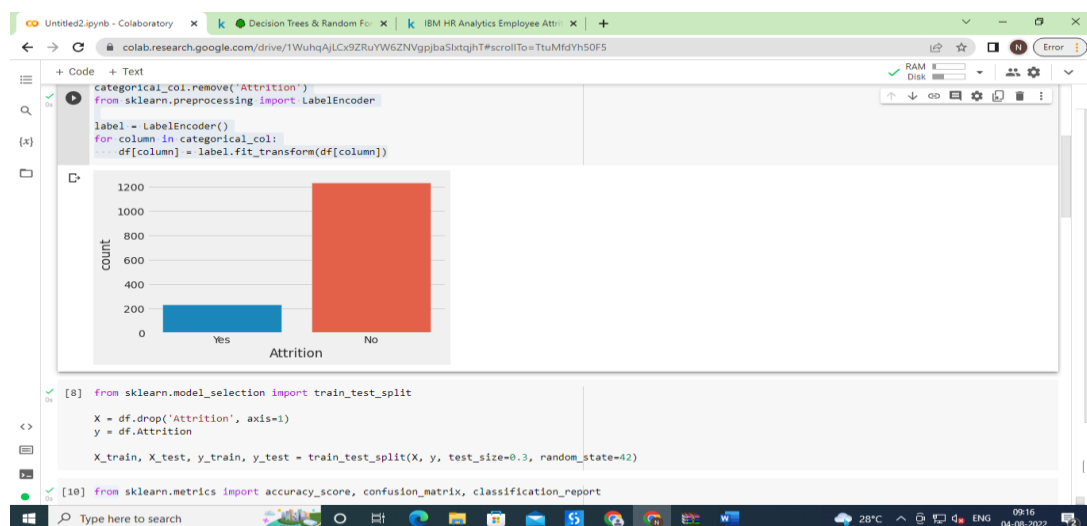 Untitled2.ipynb - Colaboratory
Decision Trees & Random For
IBM HR Analytics Employee Attri
colab.research.google.com/drive/1WuhqAjLCx9ZRuYW6ZNVgpjbaSlxtqjhT#scrollTo=TtuMfdYh50F5
N
Error
+ Code + Text
RAM
Disk
categorical_col.remove('Attrition')
from sklearn.preprocessing import LabelEncoder
label = LabelEncoder()
for column in categorical_col:
df[column] = label.fit_transform(df[column])
{x}
0s
1200
1000
800
600
400
200
0
count
Yes No
Attrition
[8] from sklearn.model_selection import train_test_split
0s
X = df.drop('Attrition', axis=1)
y = df.Attrition
X_train, X_test, y_train, y_test = train_test_split(X, y, test_size=0.3, random_state=42)
[10] from sklearn.metrics import accuracy_score, confusion_matrix, classification_report
0s
Type here to search
28°C
ENG
09:16
04-08-2022